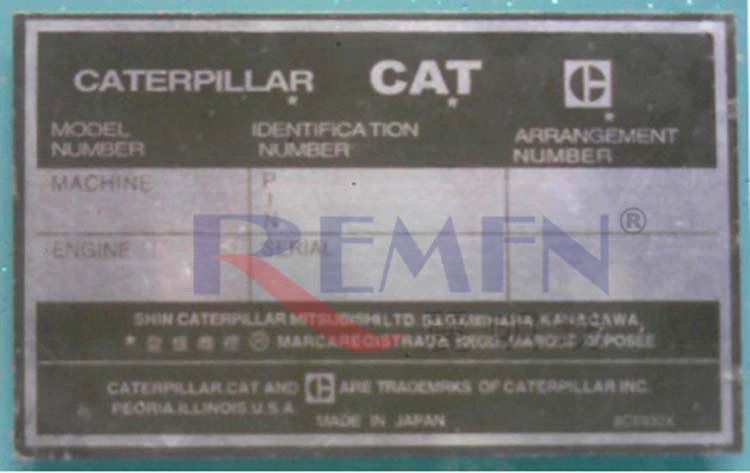 CATERPILLAR CAT C
MODEL NUMBER IDENTIFICATION NUMBER ARRANGEMENT NUMBER
MACHINE PIN
REMFN ®
ENGINE SERIAL
SHIN CATERPILLAR MITSUBISHI LTD. SAGAMIHARA, KANAGAWA,
* MARCA REGISTRADA
CATERPILLAR, CAT AND C ARE TRADEMRKS OF CATERPILLAR INC.
PEORIA.ILLINOIS.U.S.A
MADE IN JAPAN